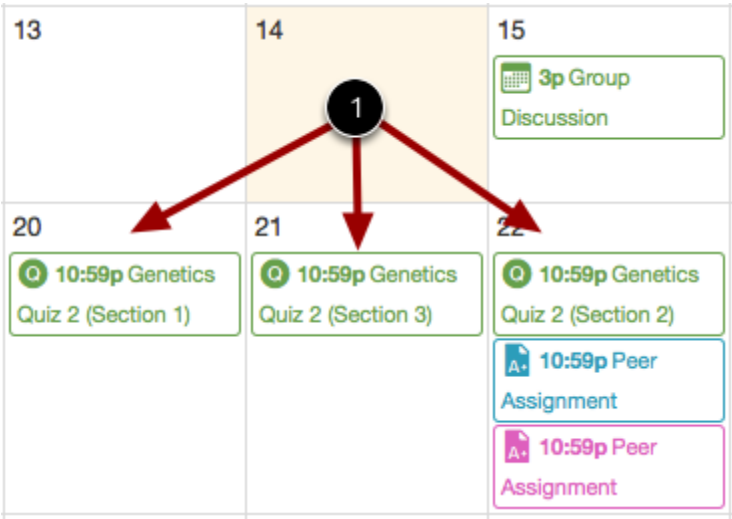 13
14
15
1
3p Group
Discussion
20
21
22
Q 10:59p Genetics
Quiz 2 (Section 1)
Q 10:59p Genetics
Quiz 2 (Section 3)
Q 10:59p Genetics
Quiz 2 (Section 2)
A+ 10:59p Peer
Assignment
A+ 10:59p Peer
Assignment